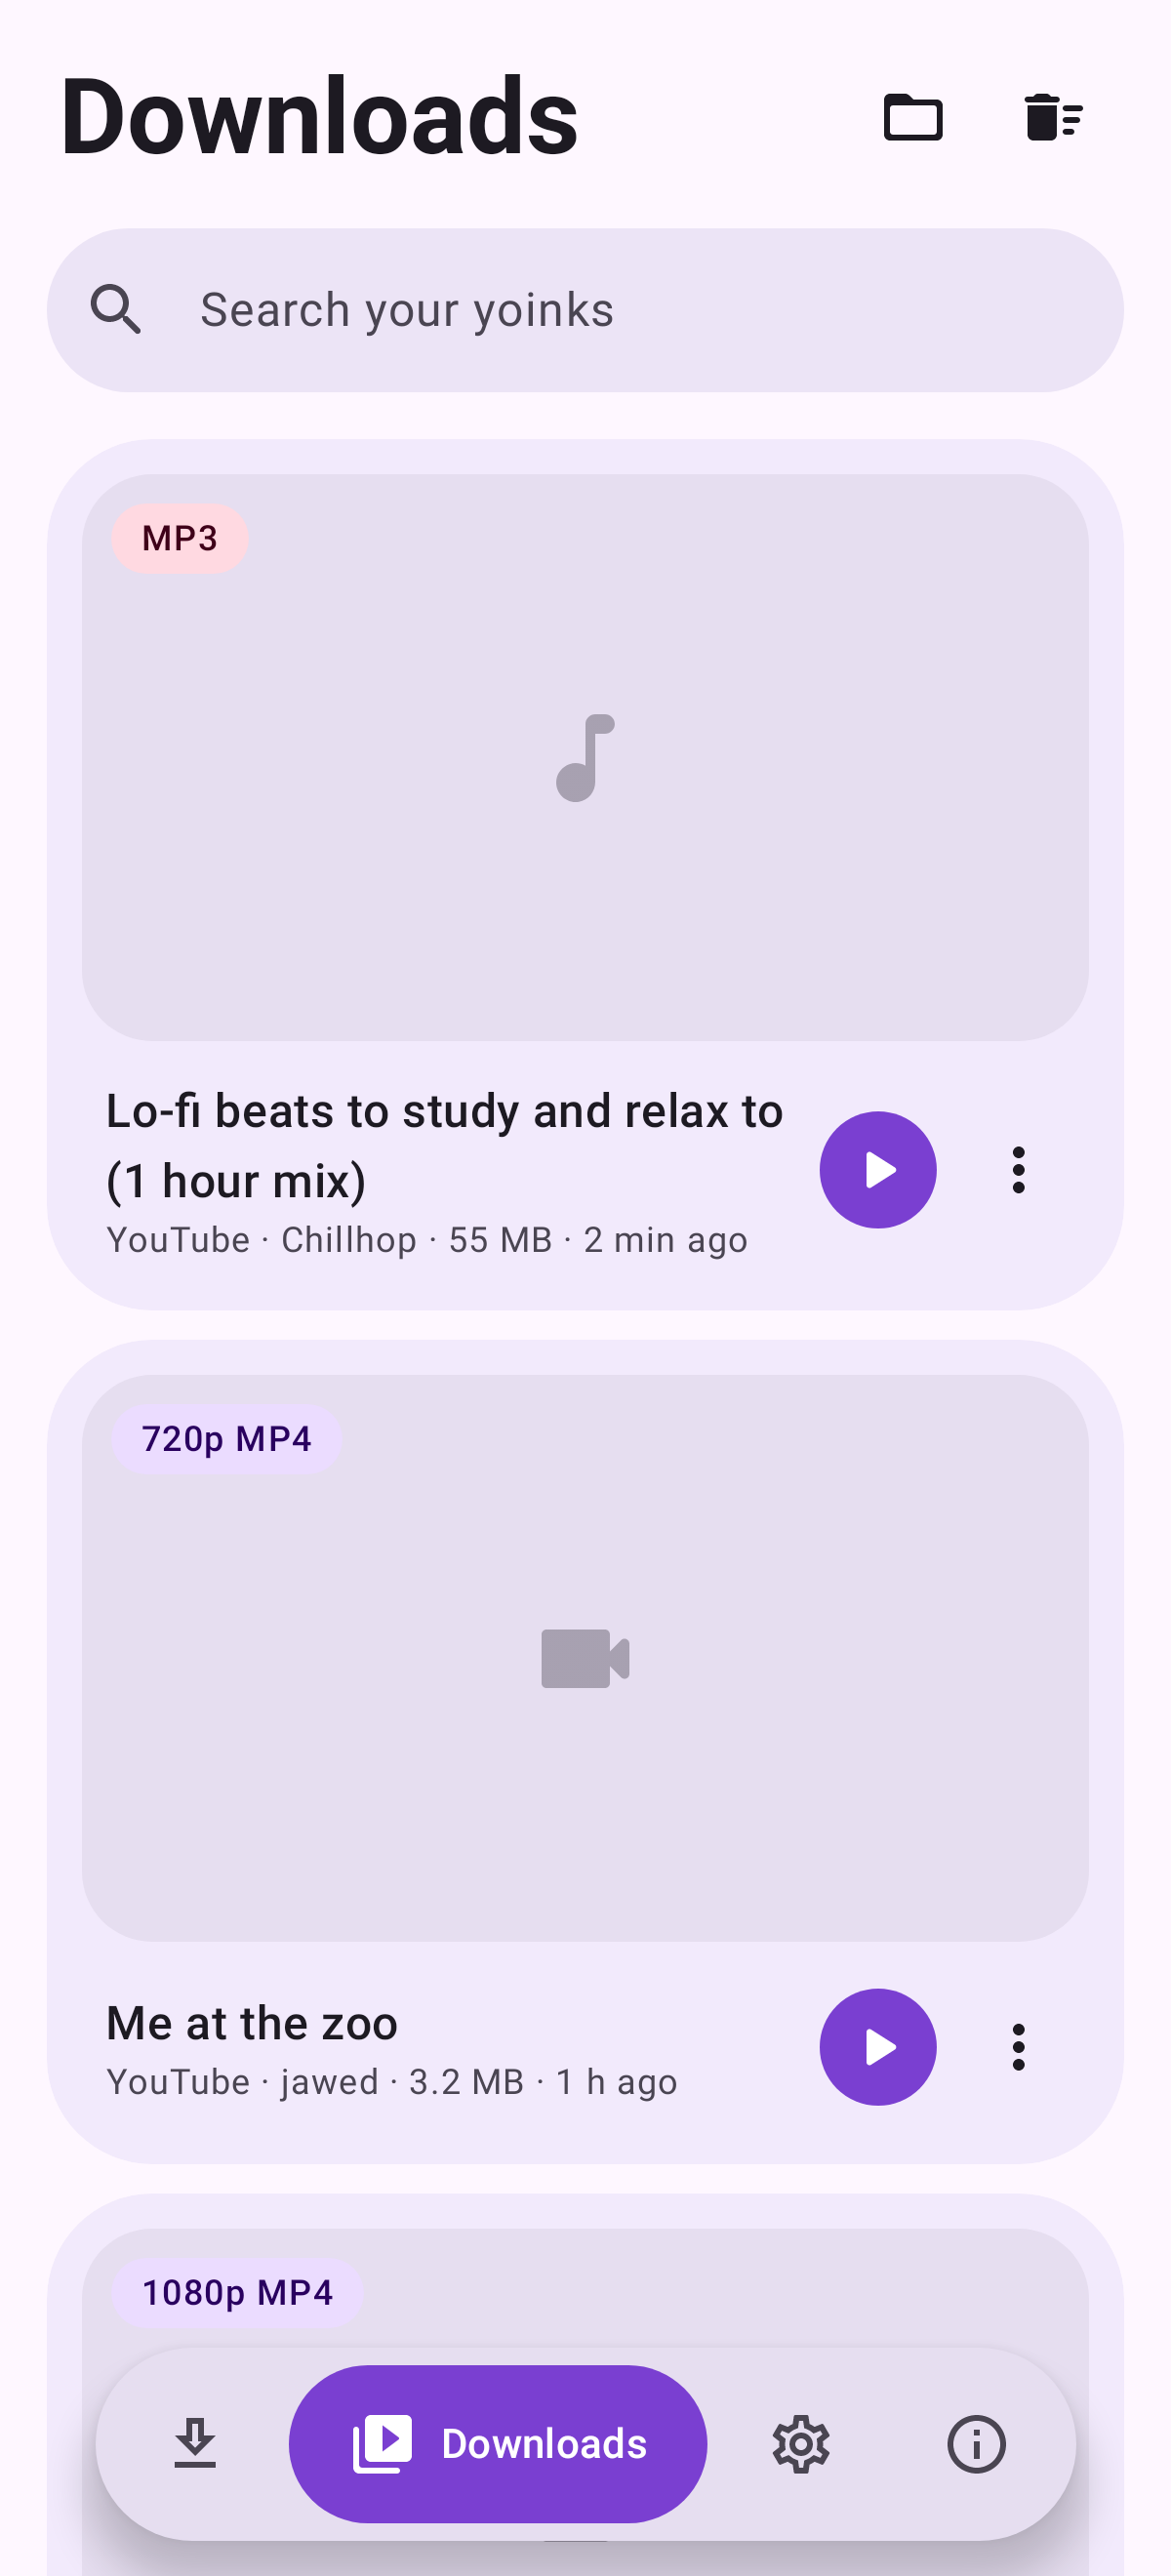 Downloads
Search your yoinks
MP3
Lo-fi beats to study and relax to
(1 hour mix)
YouTube · Chillhop · 55 MB · 2 min ago
720p MP4
Me at the zoo
YouTube · jawed · 3.2 MB · 1 h ago
1080p MP4
Downloads